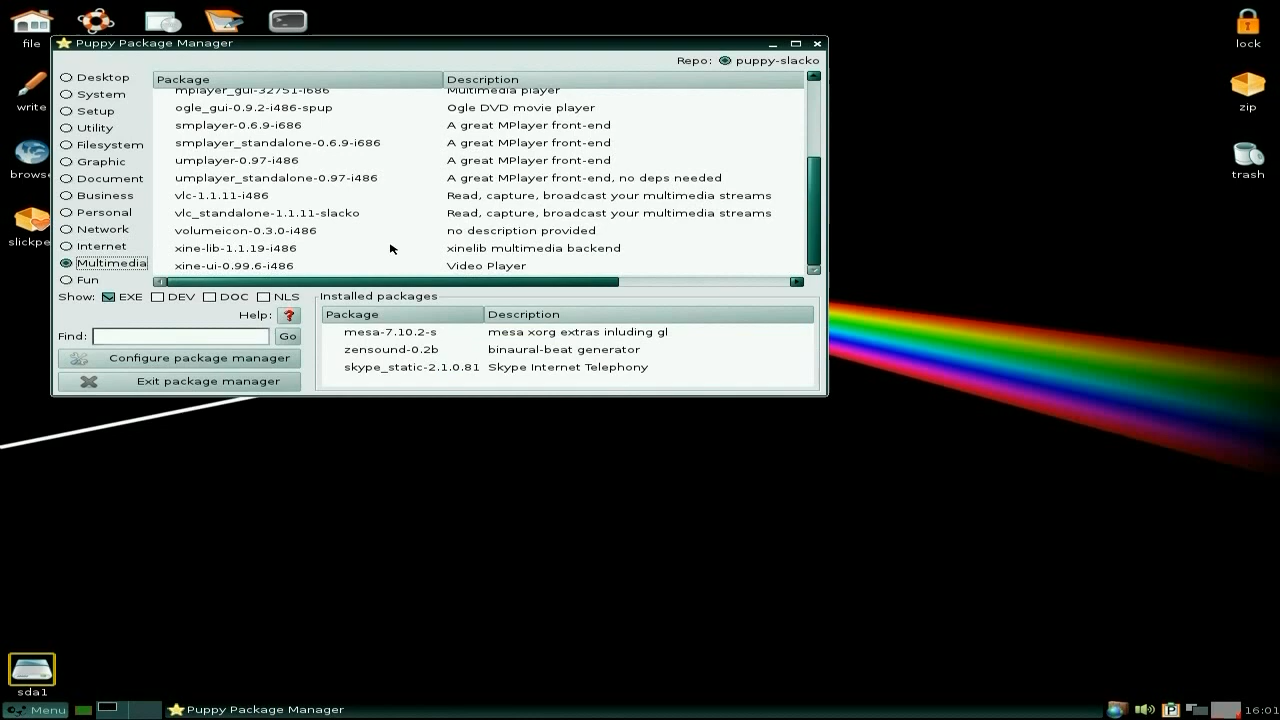 file
write
brows
slickpe
lock
zip
trash
Puppy Package Manager
Repo: puppy-slacko
Desktop
System
Setup
Utility
Filesystem
Graphic
Document
Business
Personal
Network
Internet
Multimedia
Fun
Package Description
mplayer_gui-32751-i686 Multimedia player
ogle_gui-0.9.2-i486-spup Ogle DVD movie player
smplayer-0.6.9-i686 A great MPlayer front-end
smplayer_standalone-0.6.9-i686 A great MPlayer front-end
umplayer-0.97-i486 A great MPlayer front-end
umplayer_standalone-0.97-i486 A great MPlayer front-end, no deps needed
vlc-1.1.11-i486 Read, capture, broadcast your multimedia streams
vlc_standalone-1.1.11-slacko Read, capture, broadcast your multimedia streams
volumeicon-0.3.0-i486 no description provided
xine-lib-1.1.19-i486 xinelib multimedia backend
xine-ui-0.99.6-i486 Video Player
Show: EXE DEV DOC NLS
Help: ?
Find: Go
Configure package manager
Exit package manager
Installed packages
Package Description
mesa-7.10.2-s mesa xorg extras inluding gl
zensound-0.2b binaural-beat generator
skype_static-2.1.0.81 Skype Internet Telephony
sda1
Menu Puppy Package Manager P 16:01